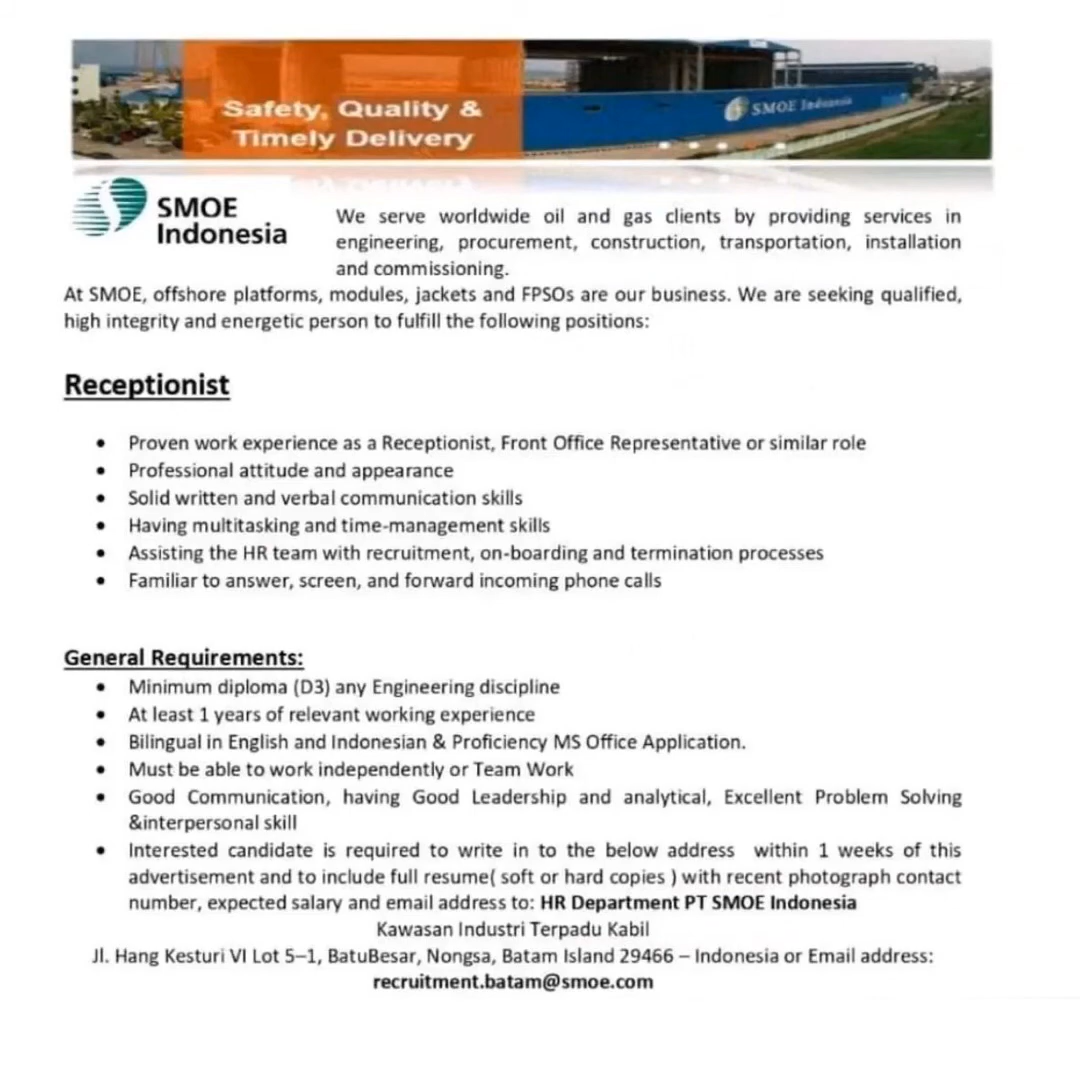 Safety, Quality &
Timely Delivery
SMOE Indonesia
SMOE
Indonesia
We serve worldwide oil and gas clients by providing services in
engineering, procurement, construction, transportation, installation
and commissioning.
At SMOE, offshore platforms, modules, jackets and FPSOs are our business. We are seeking qualified,
high integrity and energetic person to fulfill the following positions:
Receptionist
• Proven work experience as a Receptionist, Front Office Representative or similar role
• Professional attitude and appearance
• Solid written and verbal communication skills
• Having multitasking and time-management skills
• Assisting the HR team with recruitment, on-boarding and termination processes
• Familiar to answer, screen, and forward incoming phone calls
General Requirements:
• Minimum diploma (D3) any Engineering discipline
• At least 1 years of relevant working experience
• Bilingual in English and Indonesian & Proficiency MS Office Application.
• Must be able to work independently or Team Work
• Good Communication, having Good Leadership and analytical, Excellent Problem Solving
&interpersonal skill
• Interested candidate is required to write in to the below address within 1 weeks of this
advertisement and to include full resume( soft or hard copies ) with recent photograph contact
number, expected salary and email address to: HR Department PT SMOE Indonesia
Kawasan Industri Terpadu Kabil
Jl. Hang Kesturi VI Lot 5–1, BatuBesar, Nongsa, Batam Island 29466 – Indonesia or Email address:
recruitment.batam@smoe.com